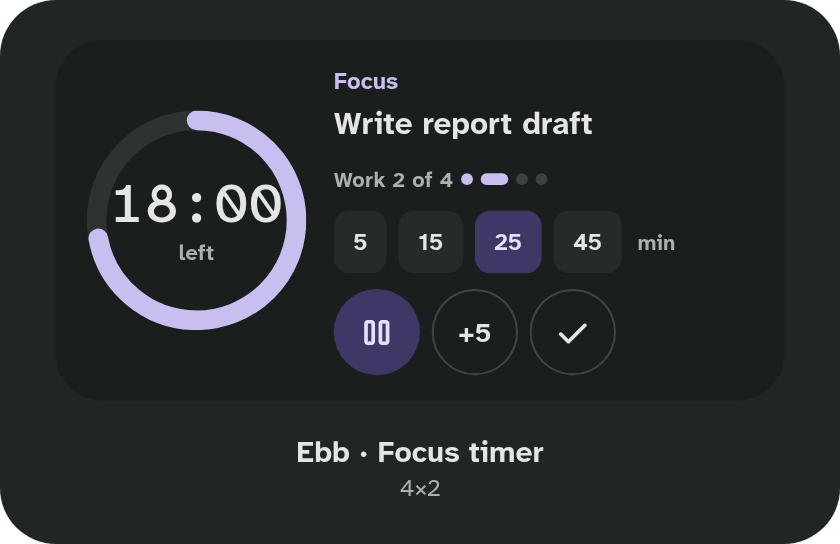 Focus
Write report draft
Work 2 of 4
18:00
left
5 15 25 45 min
+5
Ebb · Focus timer
4×2